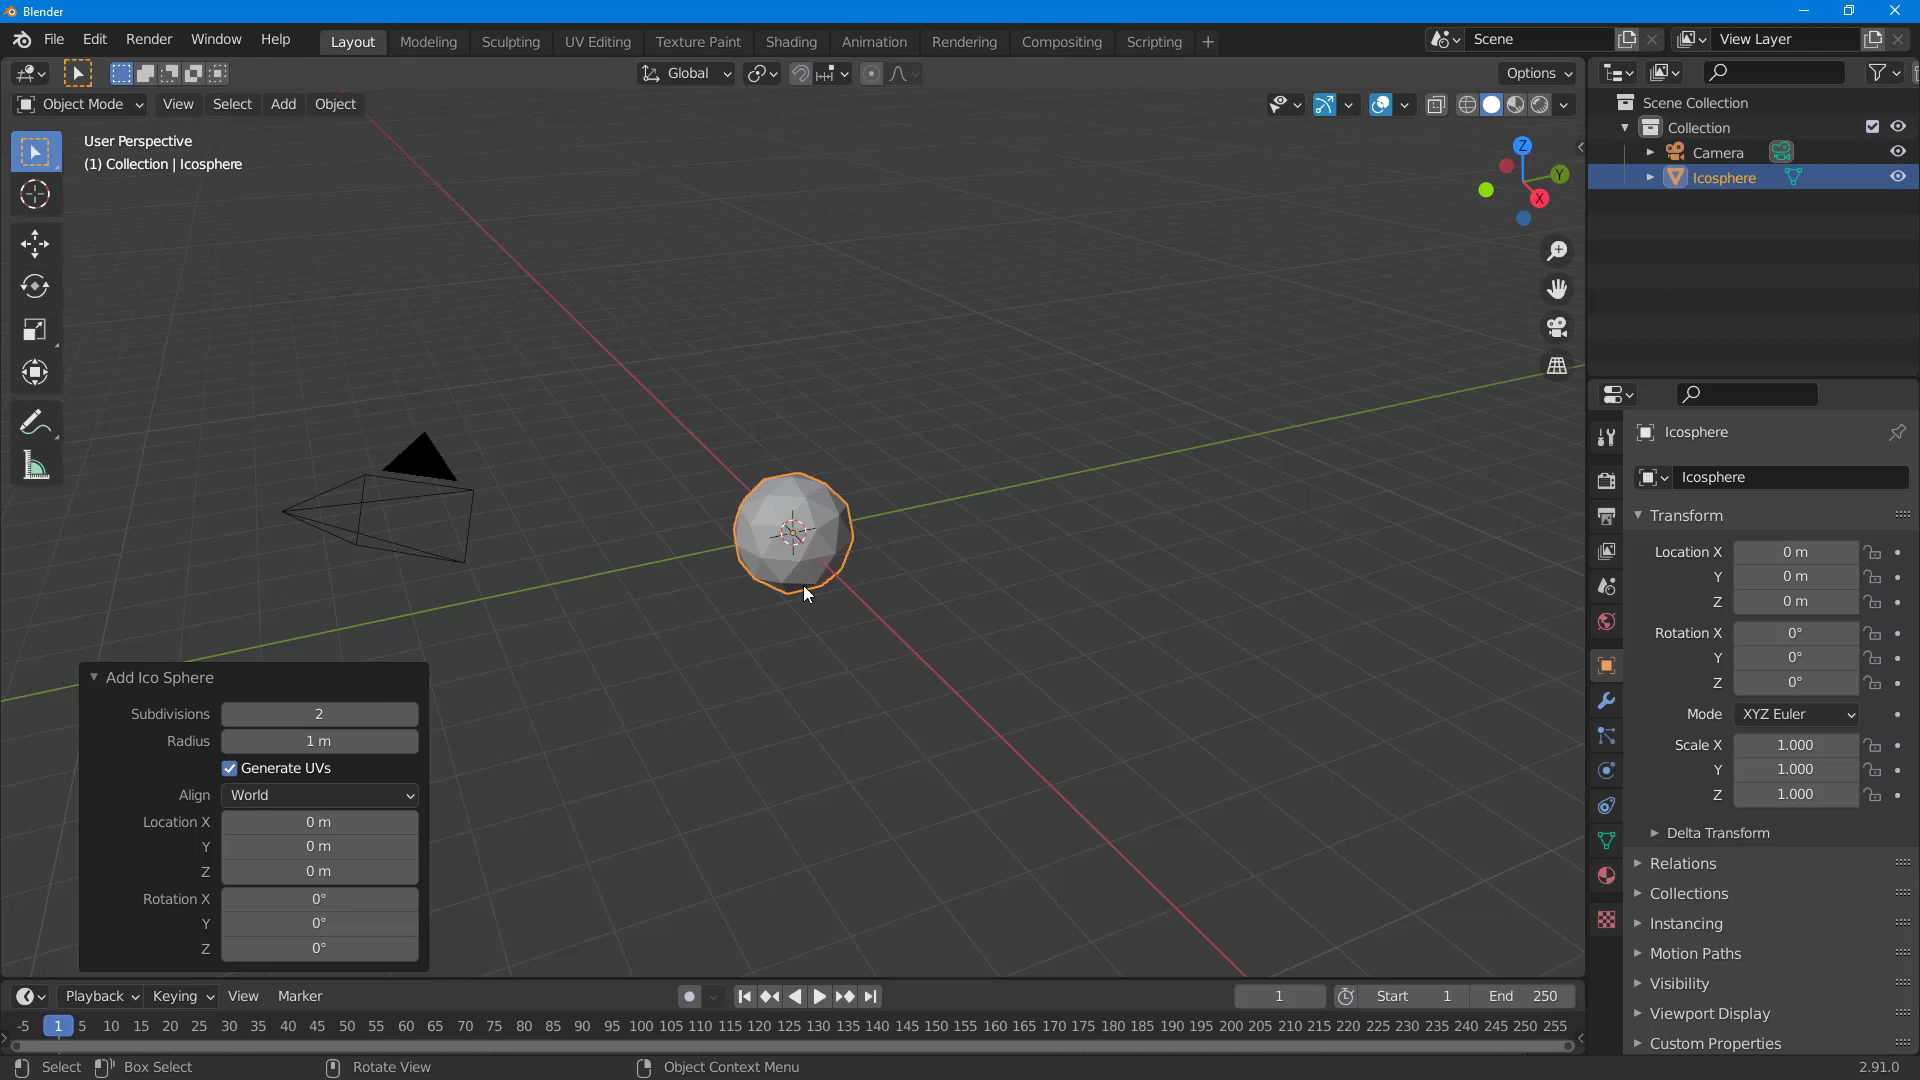 Blender
File Edit Render Window Help Layout Modeling Sculpting UV Editing Texture Paint Shading Animation Rendering Compositing Scripting Scene View Layer
Global Options
Object Mode View Select Add Object
Scene Collection
User Perspective
Collection
(1) Collection | Icosphere
Camera
Icosphere
Z
Y
X
Icosphere
Icosphere
Transform
Location X 0 m
Y 0 m
Z 0 m
Rotation X 0°
Y 0°
Z 0°
Mode XYZ Euler
Scale X 1.000
Y 1.000
Z 1.000
Delta Transform
Relations
Collections
Instancing
Motion Paths
Visibility
Viewport Display
Custom Properties
Add Ico Sphere
Subdivisions 2
Radius 1 m
Generate UVs
Align World
Location X 0 m
Y 0 m
Z 0 m
Rotation X 0°
Y 0°
Z 0°
Playback Keying View Marker 1 Start 1 End 250
-5 1 5 10 15 20 25 30 35 40 45 50 55 60 65 70 75 80 85 90 95 100 105 110 115 120 125 130 135 140 145 150 155 160 165 170 175 180 185 190 195 200 205 210 215 220 225 230 235 240 245 250 255
Select Box Select Rotate View Object Context Menu 2.91.0